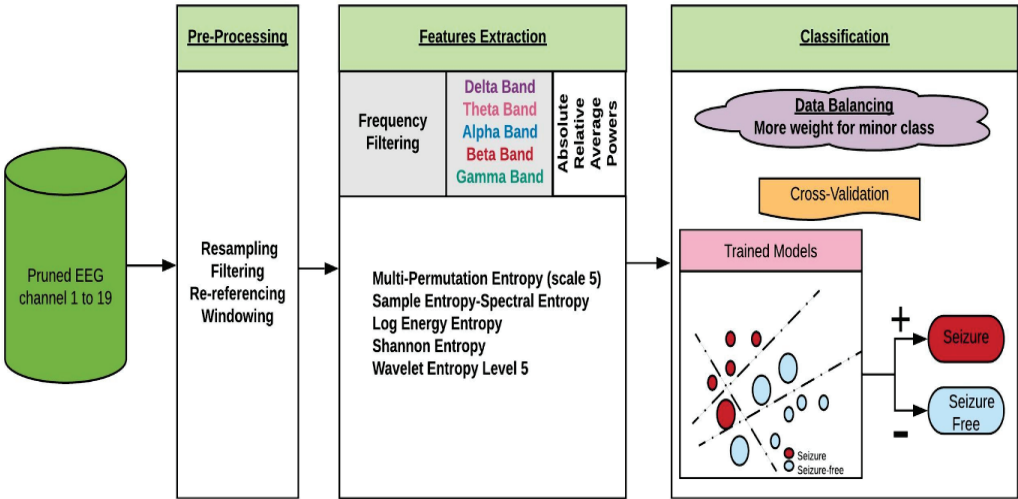 Pruned EEG
channel 1 to 19
Pre-Processing
Resampling
Filtering
Re-referencing
Windowing
Features Extraction
Frequency
Filtering
Delta Band
Theta Band
Alpha Band
Beta Band
Gamma Band
Absolute
Relative
Average
Powers
Multi-Permutation Entropy (scale 5)
Sample Entropy-Spectral Entropy
Log Energy Entropy
Shannon Entropy
Wavelet Entropy Level 5
Classification
Data Balancing
More weight for minor class
Cross-Validation
Trained Models
Seizure
Seizure-free
+
Seizure
Seizure
Free
-